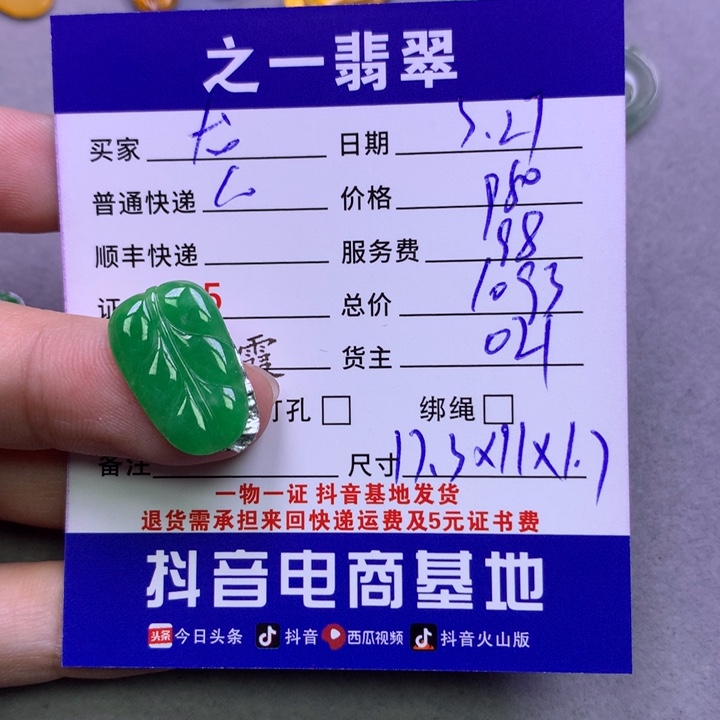 之一翡翠
买家 日期 5.27
普通快递 价格 980
顺丰快递 服务费 98
证 5 总价 1093
霞 货主 021
打孔 绑绳
备注 尺寸 17.3x11x1.7
一物一证 抖音基地发货
退货需承担来回快递运费及5元证书费
抖音电商基地
头条 今日头条 抖音 西瓜视频 抖音火山版